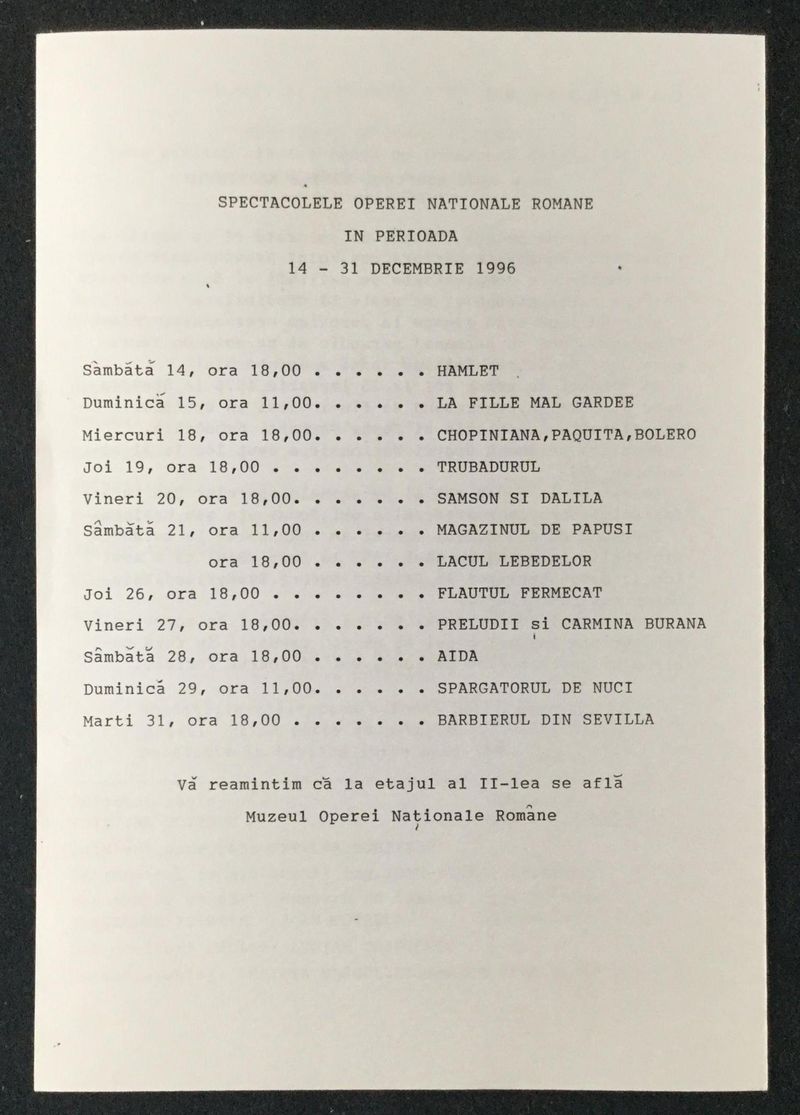 SPECTACOLELE OPEREI NATIONALE ROMANE
IN PERIOADA
14 - 31 DECEMBRIE 1996
Sâmbătă 14, ora 18,00 . . . . . . HAMLET
Duminică 15, ora 11,00. . . . . . LA FILLE MAL GARDEE
Miercuri 18, ora 18,00. . . . . . CHOPINIANA,PAQUITA,BOLERO
Joi 19, ora 18,00 . . . . . . . . TRUBADURUL
Vineri 20, ora 18,00. . . . . . . SAMSON SI DALILA
Sâmbătă 21, ora 11,00 . . . . . . MAGAZINUL DE PAPUSI
ora 18,00 . . . . . . LACUL LEBEDELOR
Joi 26, ora 18,00 . . . . . . . . FLAUTUL FERMECAT
Vineri 27, ora 18,00. . . . . . . PRELUDII și CARMINA BURANA
Sâmbătă 28, ora 18,00 . . . . . . AIDA
Duminică 29, ora 11,00. . . . . . SPARGATORUL DE NUCI
Marti 31, ora 18,00 . . . . . . . BARBIERUL DIN SEVILLA
Vă reamintim că la etajul al II-lea se află
Muzeul Operei Naționale Române